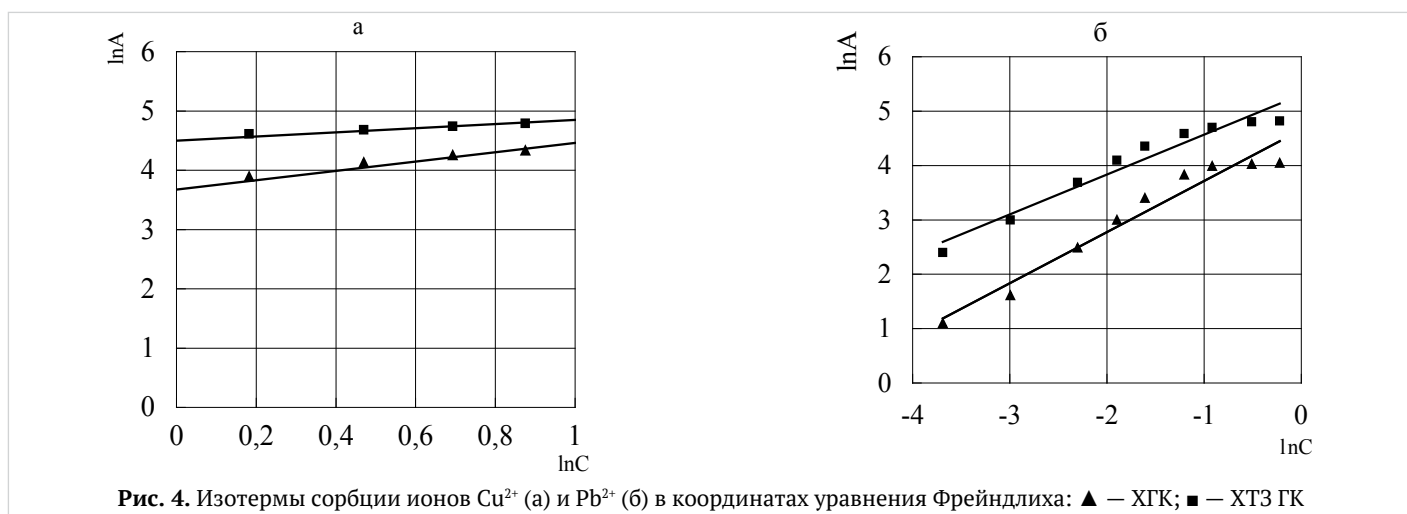 а
lnA
6
5
4
3
2
1
0
0 0,2 0,4 0,6 0,8 1
lnC
б
lnA
6
5
4
3
2
1
0
-4 -3 -2 -1 0
lnC
Рис. 4. Изотермы сорбции ионов Cu²⁺ (а) и Pb²⁺ (б) в координатах уравнения Фрейндлиха: ▲ — ХГК; ■ — ХТЗ ГК